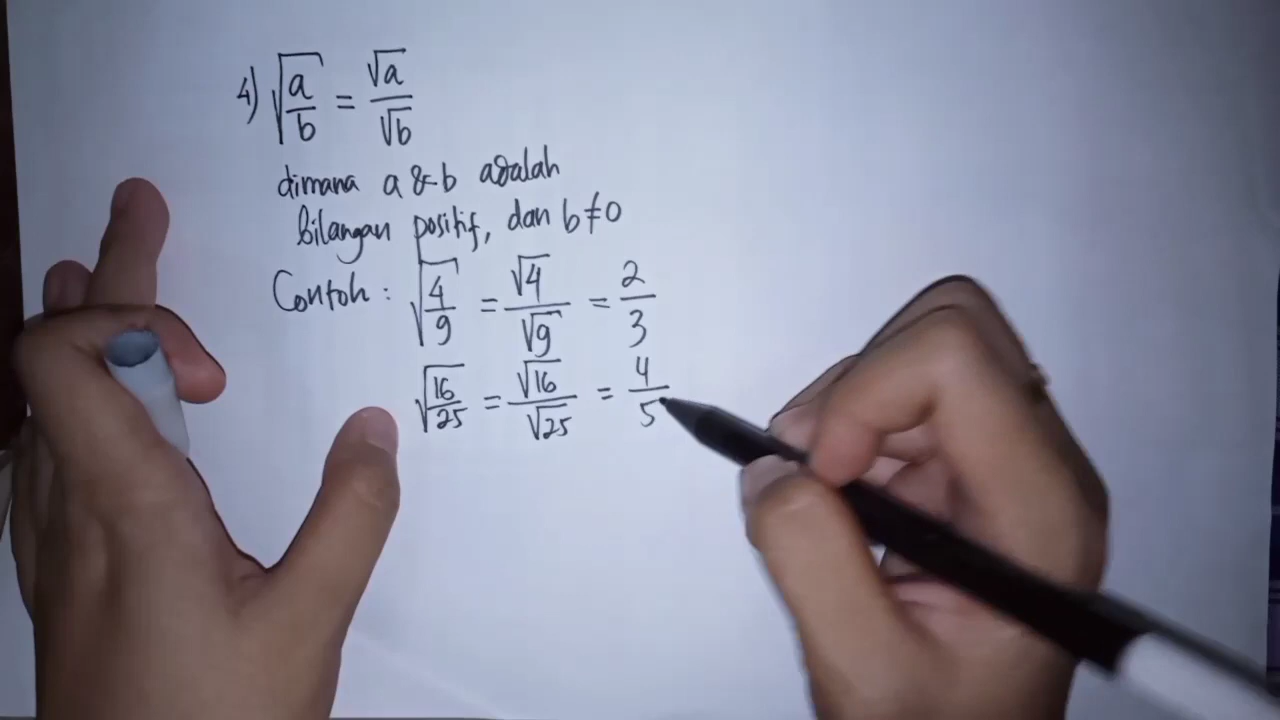 4) √(a/b) = √a/√b
dimana a & b adalah
bilangan positif, dan b ≠ 0
Contoh : √(4/9) = √4/√9 = 2/3
√(16/25) = √16/√25 = 4/5